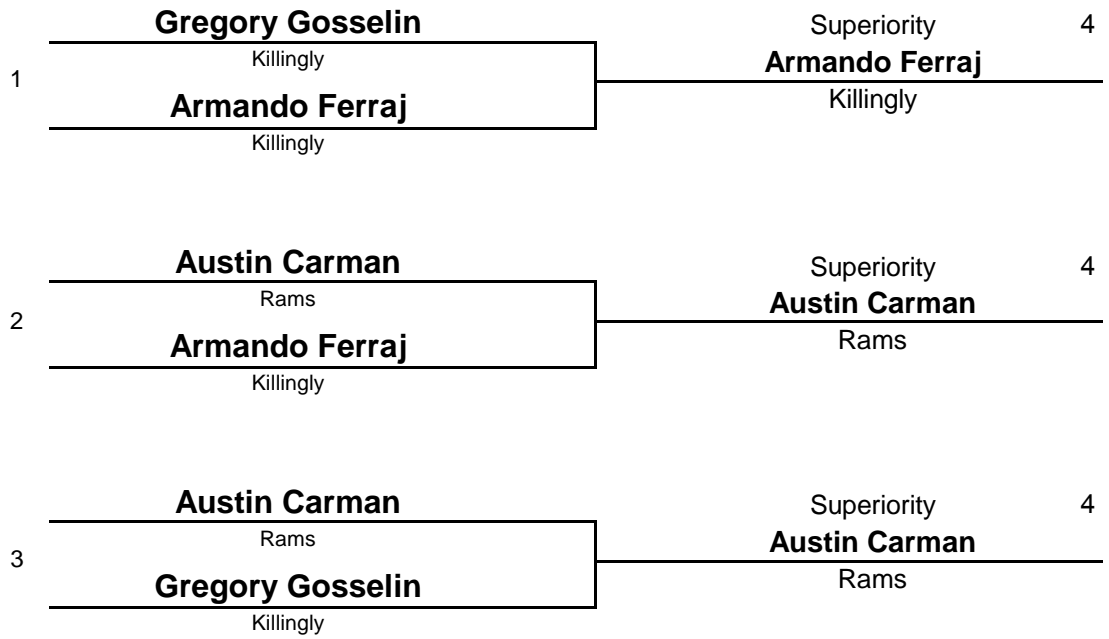 Gregory Gosselin
Killingly
1
Armando Ferraj
Killingly
Superiority 4
Armando Ferraj
Killingly
Austin Carman
Rams
2
Armando Ferraj
Killingly
Superiority 4
Austin Carman
Rams
Austin Carman
Rams
3
Gregory Gosselin
Killingly
Superiority 4
Austin Carman
Rams